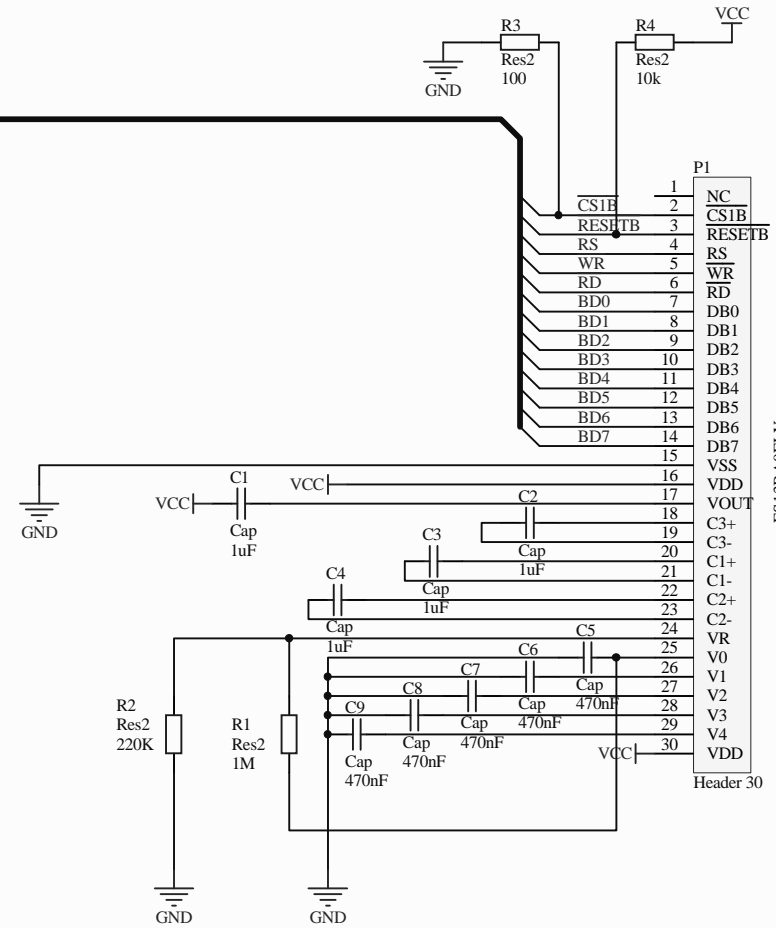 VCC
R3
R4
Res2
100
Res2
10k
GND
P1
1
NC
CS1B
2
CS1B
RESETB
3
RESETB
RS
4
RS
WR
5
WR
RD
6
RD
BD0
7
DB0
BD1
8
DB1
BD2
9
DB2
BD3
10
DB3
BD4
11
DB4
BD5
12
DB5
BD6
13
DB6
BD7
14
DB7
15
VSS
C1
VCC
16
VDD
VCC
C2
17
VOUT
GND
Cap
1uF
18
C3+
C3
19
C3-
Cap
1uF
20
C1+
C4
21
C1-
Cap
1uF
22
C2+
23
C2-
Cap
1uF
C5
24
VR
C6
25
V0
C7
26
V1
Cap
470nF
C8
27
V2
Cap
470nF
R2
Res2
220K
C9
28
V3
Cap
470nF
R1
Res2
1M
29
V4
Cap
470nF
VCC
30
VDD
Cap
470nF
Header 30
GND
GND